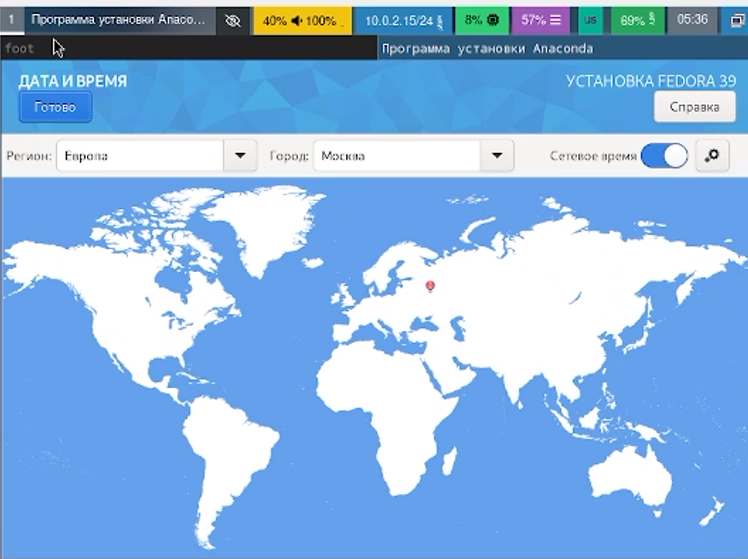 1 Программа установки Anaco... 40% 100% 10.0.2.15/24 8% 57% us 69% 05:36
foot Программа установки Anaconda
ДАТА И ВРЕМЯ УСТАНОВКА FEDORA 39
Готово Справка
Регион: Европа Город: Москва Сетевое время